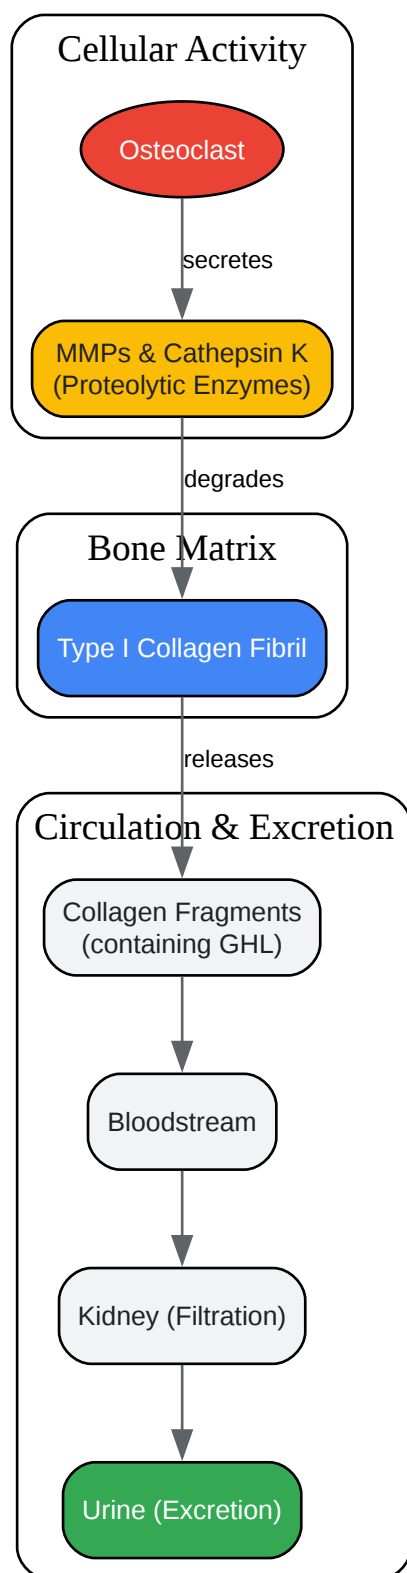 Cellular Activity
Osteoclast
secretes
MMPs & Cathepsin K
(Proteolytic Enzymes)
degrades
Bone Matrix
Type I Collagen Fibril
releases
Circulation & Excretion
Collagen Fragments
(containing GHL)
Bloodstream
Kidney (Filtration)
Urine (Excretion)